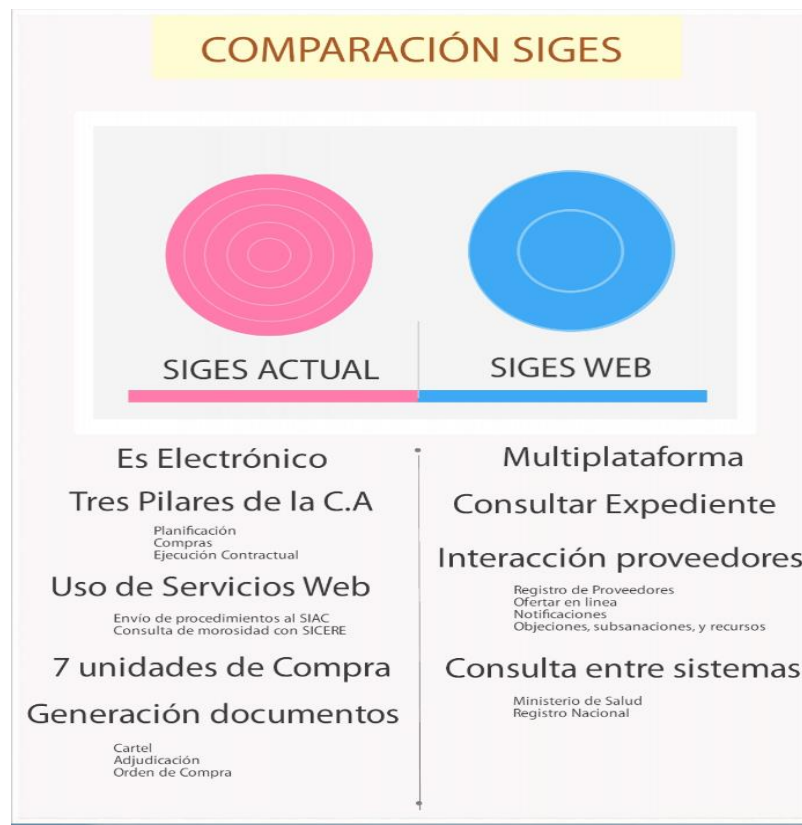 COMPARACIÓN SIGES
SIGES ACTUAL
SIGES WEB
Es Electrónico
Tres Pilares de la C.A
Planificación
Compras
Ejecución Contractual
Uso de Servicios Web
Envío de procedimientos al SIAC
Consulta de morosidad con SICERE
7 unidades de Compra
Generación documentos
Cartel
Adjudicación
Orden de Compra
Multiplataforma
Consultar Expediente
Interacción proveedores
Registro de Proveedores
Ofertar en linea
Notificaciones
Objeciones, subsanaciones, y recursos
Consulta entre sistemas
Ministerio de Salud
Registro Nacional